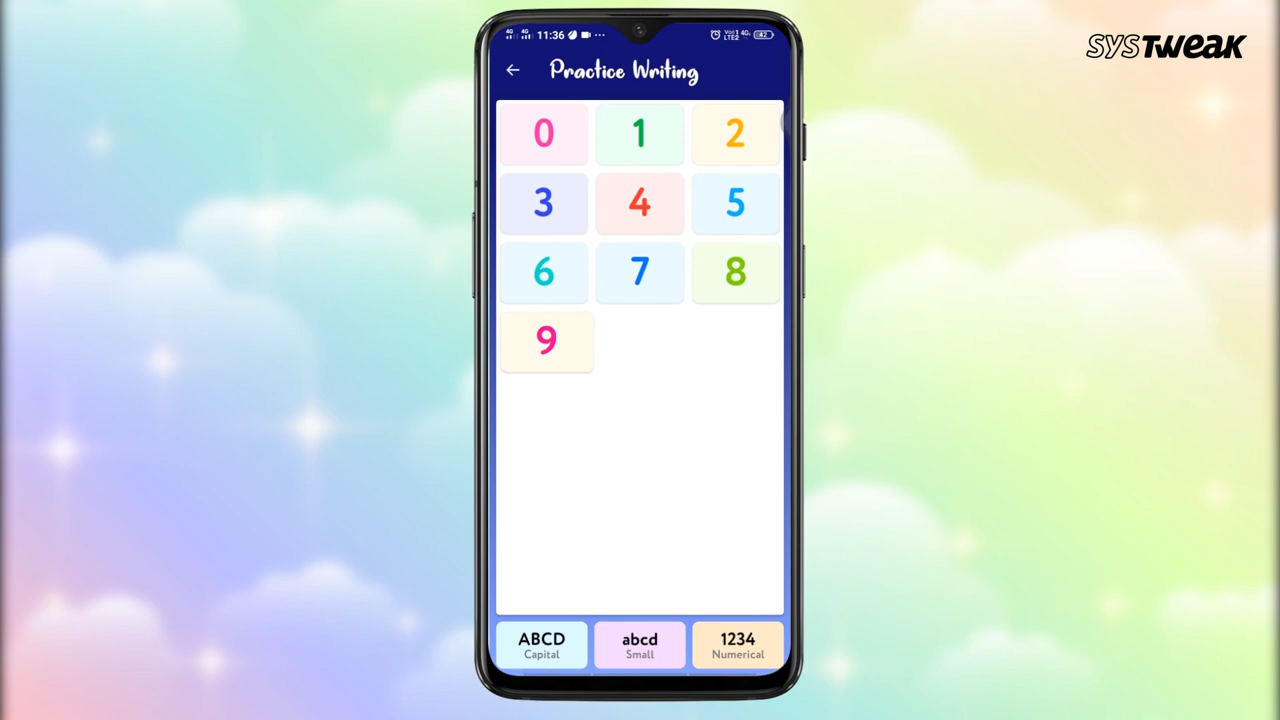 11:36
42
SYSTWEAK
Practice Writing
0 1 2
3 4 5
6 7 8
9
ABCD abcd 1234
Capital Small Numerical